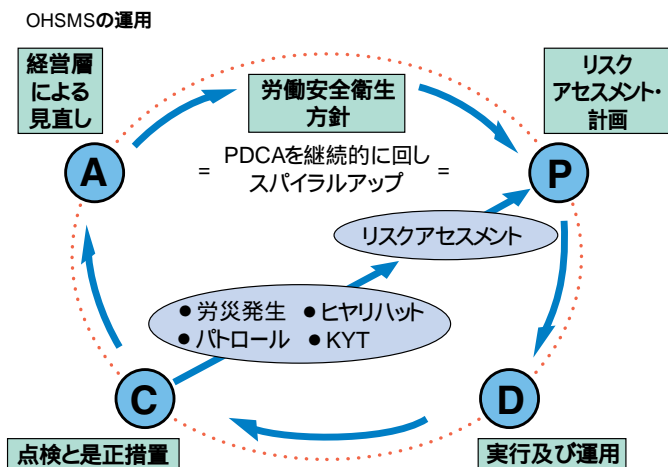 OHSMSの運用
経営層
による
見直し
労働安全衛生
方針
リスク
アセスメント・
計画
A
= PDCAを継続的に回し
スパイラルアップ =
P
リスクアセスメント
● 労災発生 ● ヒヤリハット
● パトロール ● KYT
C
D
点検と是正措置
実行及び運用